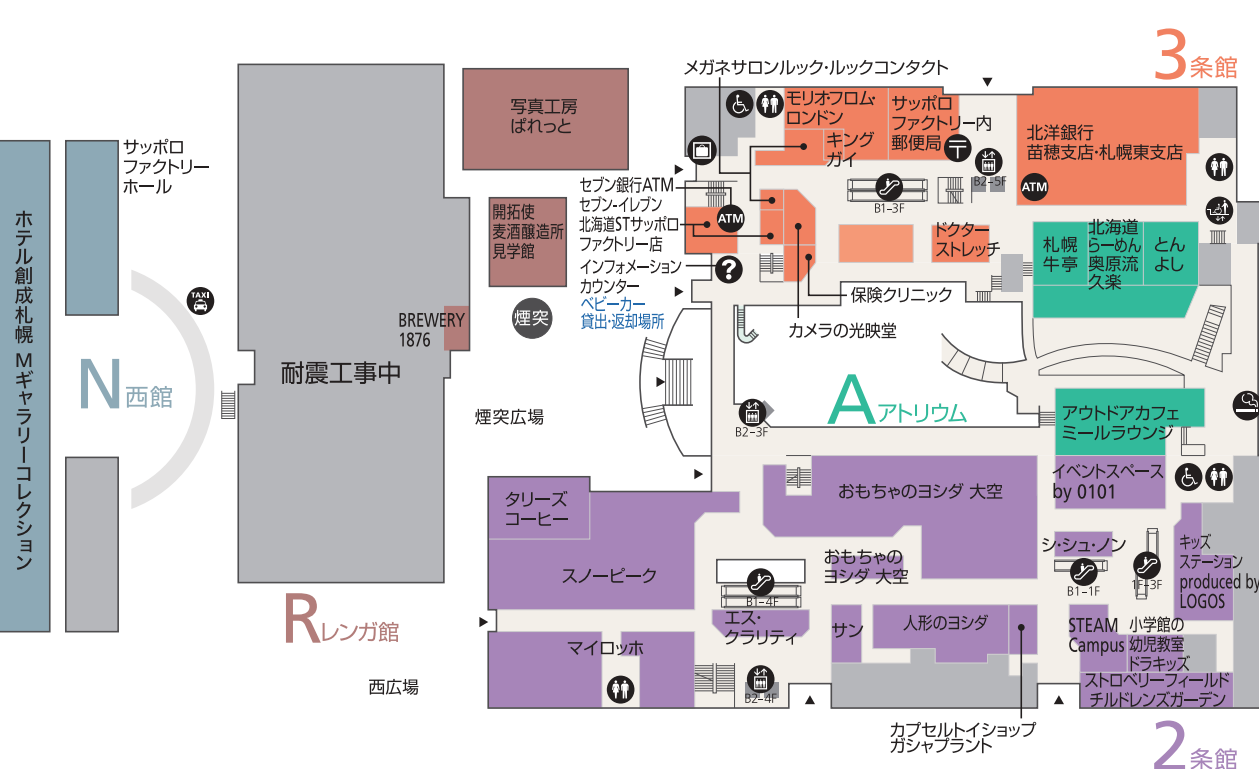 3条館
メガネサロンルック・ルックコンタクト
写真工房
ぱれっと
モリオ・フロム・
ロンドン
キング
ガイ
サッポロ
ファクトリー内
郵便局
北洋銀行
苗穂支店・札幌東支店
B2-5F
ATM
B1-3F
サッポロ
ファクトリー
ホール
セブン銀行ATM
セブン-イレブン
北海道STサッポロ
ファクトリー店
ATM
インフォメーション
カウンター
ベビーカー
貸出・返却場所
?
開拓使
麦酒醸造所
見学館
煙突
ドクター
ストレッチ
札幌
牛亭
北海道
らーめん
奥原流
久楽
とん
よし
保険クリニック
カメラの光映堂
ホテル創成札幌 Mギャラリーコレクション
TAXI
BREWERY
1876
耐震工事中
N西館
煙突広場
Aアトリウム
B2-3F
アウトドアカフェ
ミールラウンジ
イベントスペース
by 0101
おもちゃのヨシダ 大空
タリーズ
コーヒー
スノーピーク
おもちゃの
ヨシダ 大空
シ・シュ・ノン
B1-1F
1F-3F
キッズ
ステーション
produced by
LOGOS
B1-4F
エス・
クラリティ
サン
人形のヨシダ
STEAM
Campus
小学館の
幼児教室
ドラキッズ
Rレンガ館
マイロッホ
B2-4F
ストロベリーフィールド
チルドレンズガーデン
西広場
カプセルトイショップ
ガシャプラント
2条館